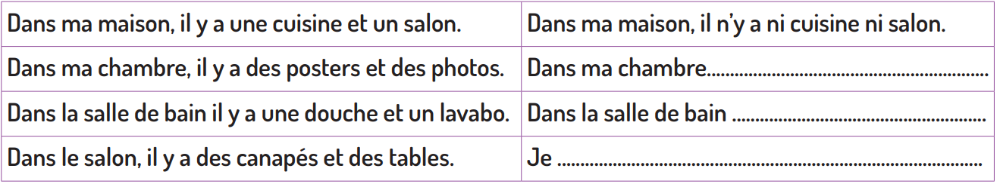 Dans ma maison, il y a une cuisine et un salon.
Dans ma maison, il n’y a ni cuisine ni salon.
Dans ma chambre, il y a des posters et des photos.
Dans ma chambre..............................................................
Dans la salle de bain il y a une douche et un lavabo.
Dans la salle de bain ........................................................
Dans le salon, il y a des canapés et des tables.
Je .............................................................................................